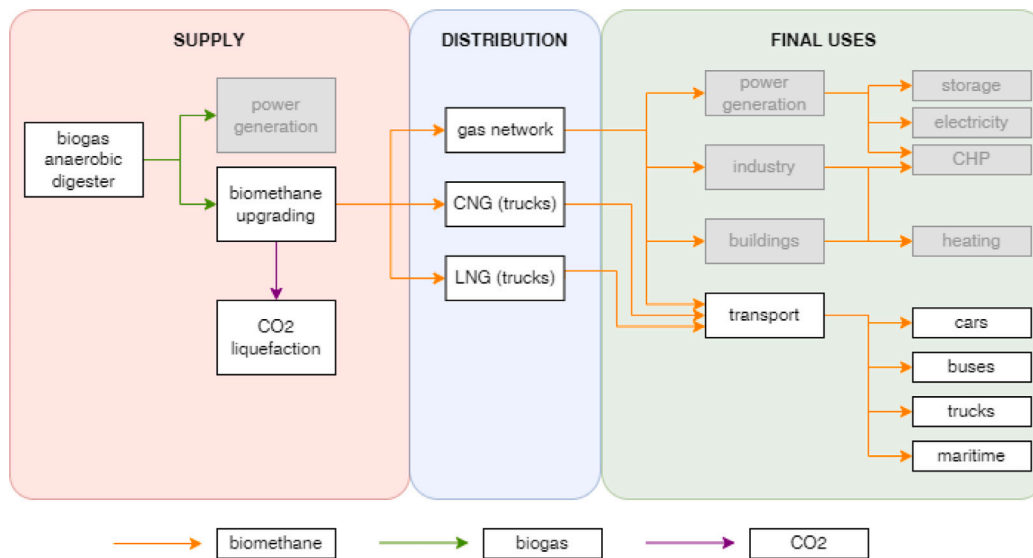 SUPPLY
DISTRIBUTION
FINAL USES
biogas
anaerobic
digester
power
generation
biomethane
upgrading
CO2
liquefaction
gas network
CNG (trucks)
LNG (trucks)
power
generation
industry
buildings
transport
storage
electricity
CHP
heating
cars
buses
trucks
maritime
biomethane
biogas
CO2